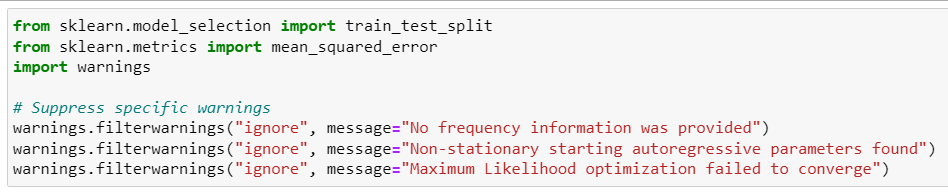 from sklearn.model_selection import train_test_split
from sklearn.metrics import mean_squared_error
import warnings
# Suppress specific warnings
warnings.filterwarnings("ignore", message="No frequency information was provided")
warnings.filterwarnings("ignore", message="Non-stationary starting autoregressive parameters found")
warnings.filterwarnings("ignore", message="Maximum Likelihood optimization failed to converge")